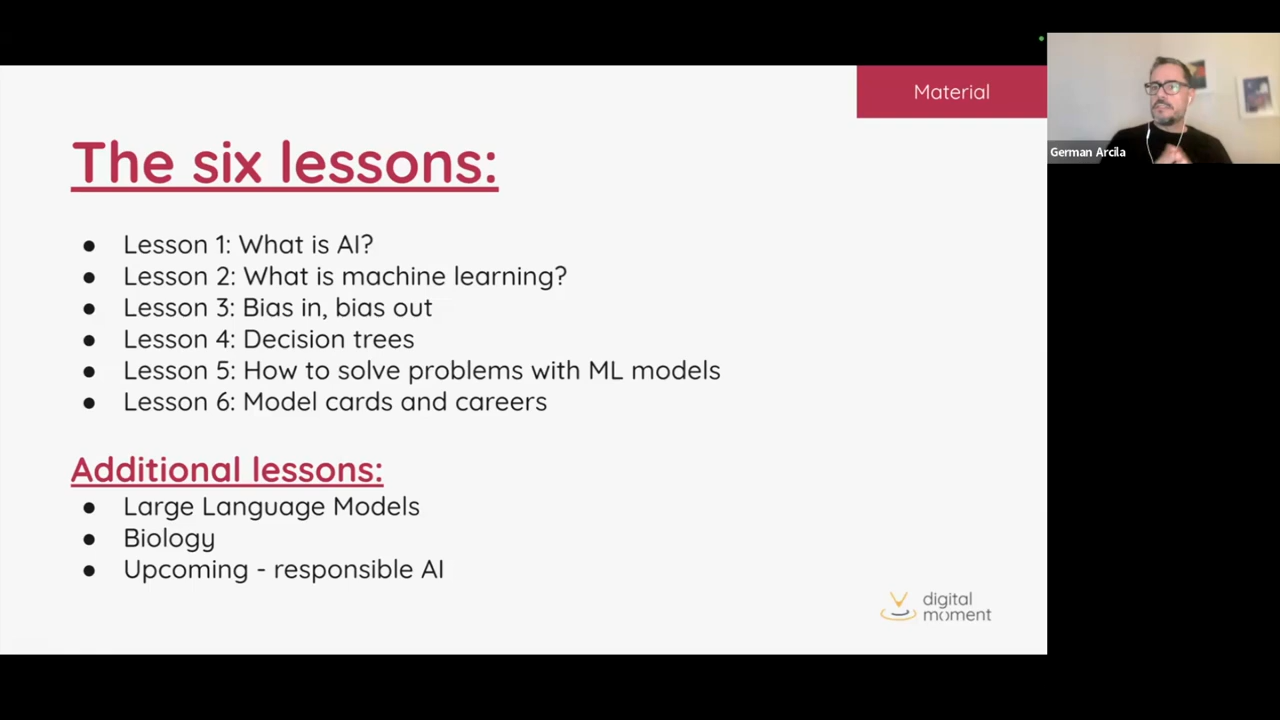 Material
German Arcila
The six lessons:
● Lesson 1: What is AI?
● Lesson 2: What is machine learning?
● Lesson 3: Bias in, bias out
● Lesson 4: Decision trees
● Lesson 5: How to solve problems with ML models
● Lesson 6: Model cards and careers
Additional lessons:
● Large Language Models
● Biology
● Upcoming - responsible AI
digital
moment